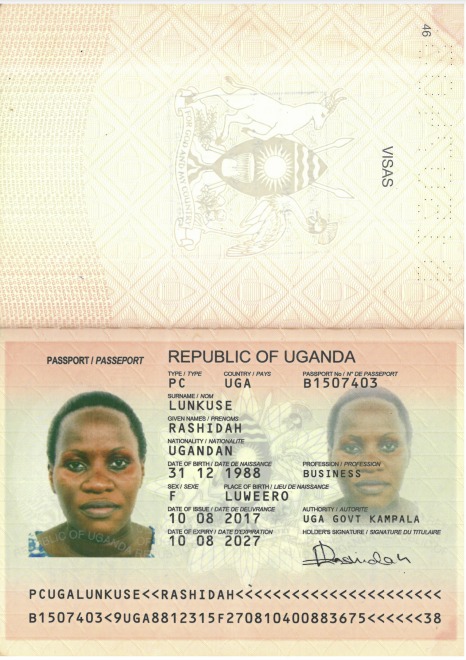 46
VISAS
FOR GOD AND MY COUNTRY
PASSPORT / PASSEPORT
REPUBLIC OF UGANDA
TYPE / TYPE COUNTRY / PAYS PASSPORT No / N° DE PASSEPORT
PC UGA B1507403
SURNAME / NOM
LUNKUSE
GIVEN NAMES / PRENOMS
RASHIDAH
NATIONALITY / NATIONALITE
UGANDAN
DATE OF BIRTH / DATE DE NAISSANCE PROFESSION / PROFESSION
31 12 1988 BUSINESS
SEX / SEXE PLACE OF BIRTH / LIEU DE NAISSANCE
F LUWEERO
DATE OF ISSUE / DATE DE DELIVRANCE AUTHORITY / AUTORITE
10 08 2017 UGA GOVT KAMPALA
DATE OF EXPIRY / DATE D'EXPIRATION HOLDER'S SIGNATURE / SIGNATURE DU TITULAIRE
10 08 2027
Rashidah
PUBLIC OF UGANDA
PCUGALUNKUSE<<RASHIDAH<<<<<<<<<<<<<<<<<<<<<<
B1507403<9UGA8812315F270810400883675<<<<<<38